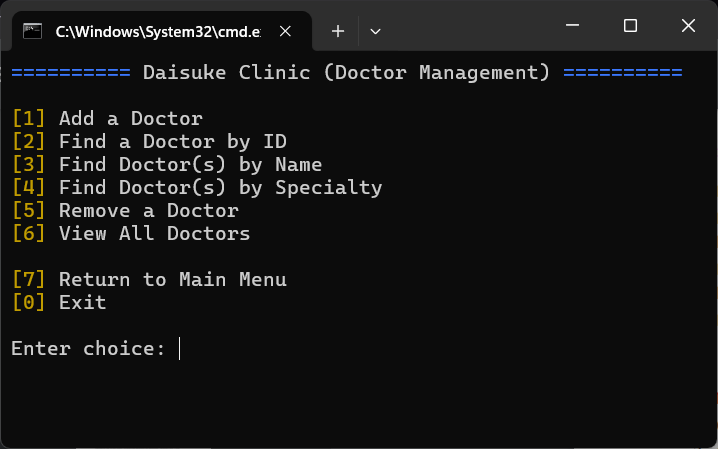 C:\Windows\System32\cmd.e
========== Daisuke Clinic (Doctor Management) ==========
[1] Add a Doctor
[2] Find a Doctor by ID
[3] Find Doctor(s) by Name
[4] Find Doctor(s) by Specialty
[5] Remove a Doctor
[6] View All Doctors
[7] Return to Main Menu
[0] Exit
Enter choice: